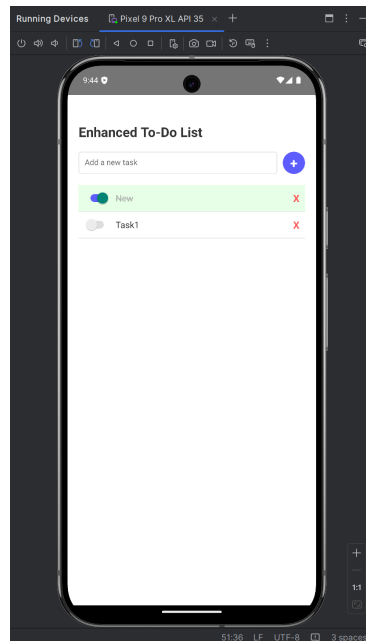 Running Devices Pixel 9 Pro XL API 35
9:44
Enhanced To-Do List
Add a new task
+
New X
Task1 X
1:1
51:36 LF UTF-8 3 spaces